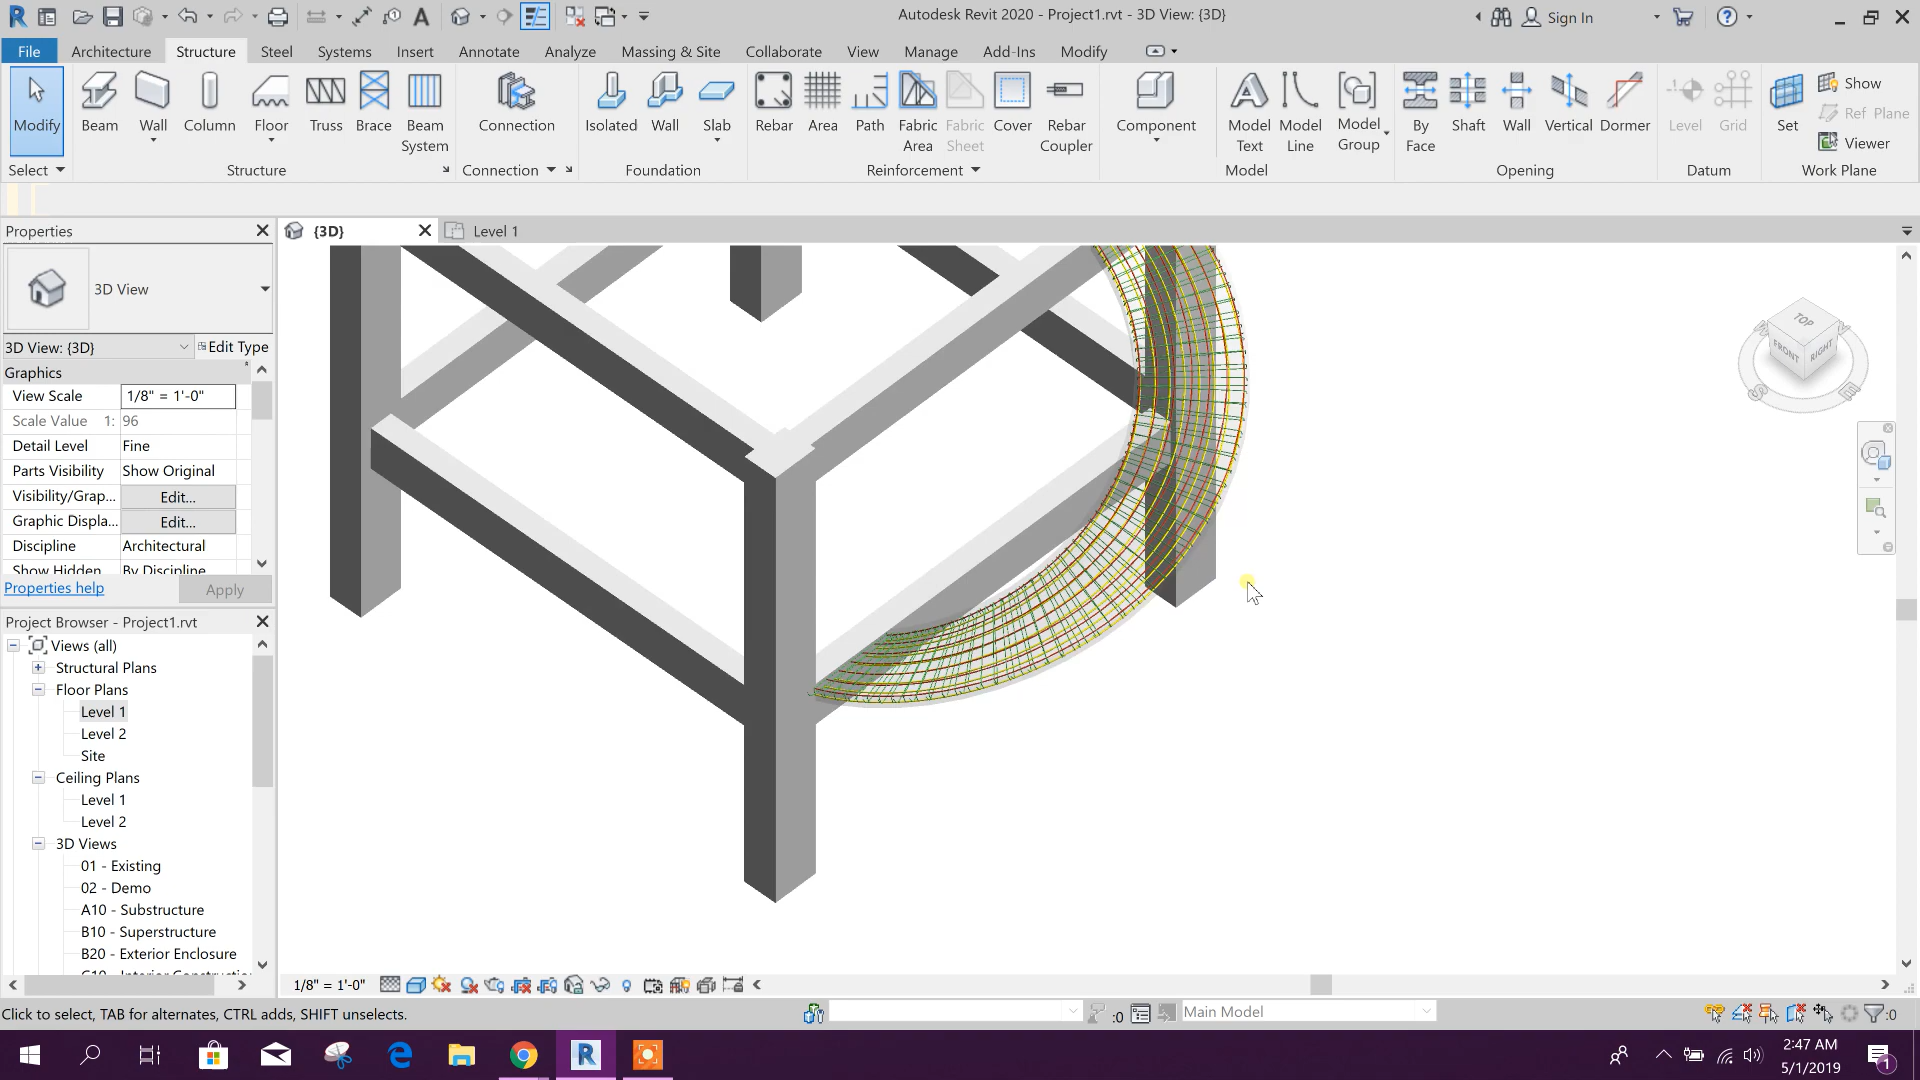 Autodesk Revit 2020 - Project1.rvt - 3D View: {3D}
Sign In
File Architecture Structure Steel Systems Insert Annotate Analyze Massing & Site Collaborate View Manage Add-Ins Modify
Modify
Beam Wall Column Floor Truss Brace Beam System
Connection
Isolated Wall Slab
Rebar Area Path Fabric Area Fabric Sheet Cover Rebar Coupler
Component
Model Text Model Line Model Group
By Face Shaft Wall Vertical Dormer
Level Grid
Set Show
Ref Plane
Viewer
Select Structure Connection Foundation Reinforcement Model Opening Datum Work Plane
Properties
{3D} Level 1
3D View
3D View: {3D} Edit Type
Graphics
View Scale 1/8" = 1'-0"
Scale Value 1: 96
Detail Level Fine
Parts Visibility Show Original
Visibility/Grap... Edit...
Graphic Displa... Edit...
Discipline Architectural
Show Hidden By Discipline
Properties help Apply
TOP
FRONT RIGHT
S E
Project Browser - Project1.rvt
Views (all)
Structural Plans
Floor Plans
Level 1
Level 2
Site
Ceiling Plans
Level 1
Level 2
3D Views
01 - Existing
02 - Demo
A10 - Substructure
B10 - Superstructure
B20 - Exterior Enclosure
C10 - Interior Constructio
1/8" = 1'-0"
Click to select, TAB for alternates, CTRL adds, SHIFT unselects.
:0
Main Model
:0
2:47 AM
5/1/2019
1